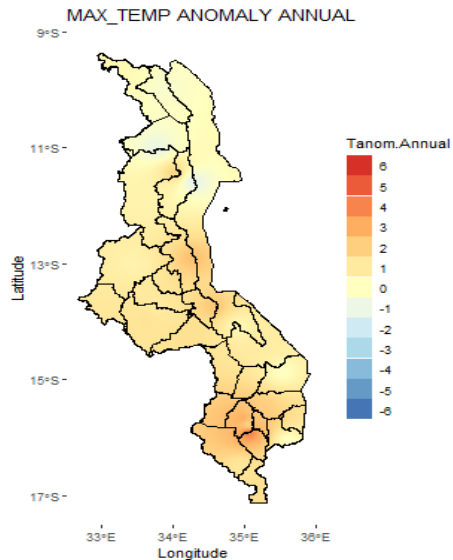 MAX_TEMP ANOMALY ANNUAL
9°S
11°S
13°S
15°S
17°S
Latitude
33°E 34°E 35°E 36°E
Longitude
Tanom.Annual
6
5
4
3
2
1
0
-1
-2
-3
-4
-5
-6